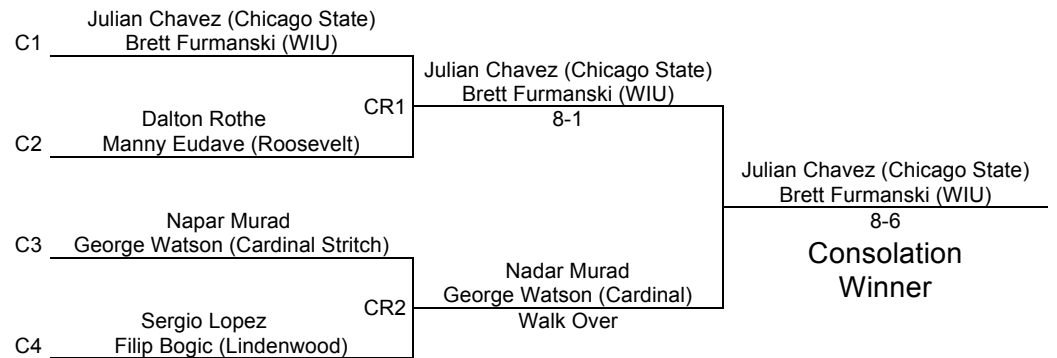 Julian Chavez (Chicago State)
C1 Brett Furmanski (WIU)
Julian Chavez (Chicago State)
CR1 Brett Furmanski (WIU)
8-1
Dalton Rothe
C2 Manny Eudave (Roosevelt)
Julian Chavez (Chicago State)
Brett Furmanski (WIU)
8-6
Consolation
Winner
Napar Murad
C3 George Watson (Cardinal Stritch)
Nadar Murad
CR2 George Watson (Cardinal)
Walk Over
Sergio Lopez
C4 Filip Bogic (Lindenwood)